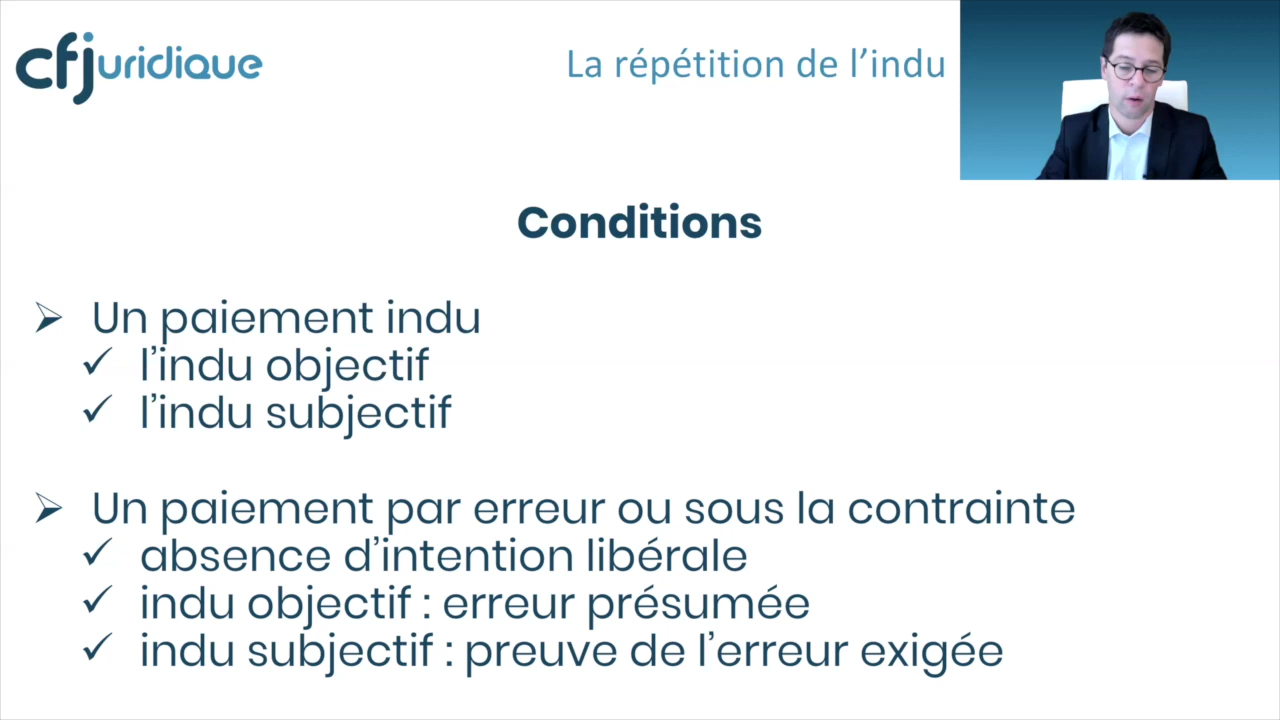 cfjuridique
La répétition de l’indu
Conditions
Un paiement indu
l’indu objectif
l’indu subjectif
Un paiement par erreur ou sous la contrainte
absence d’intention libérale
indu objectif : erreur présumée
indu subjectif : preuve de l’erreur exigée